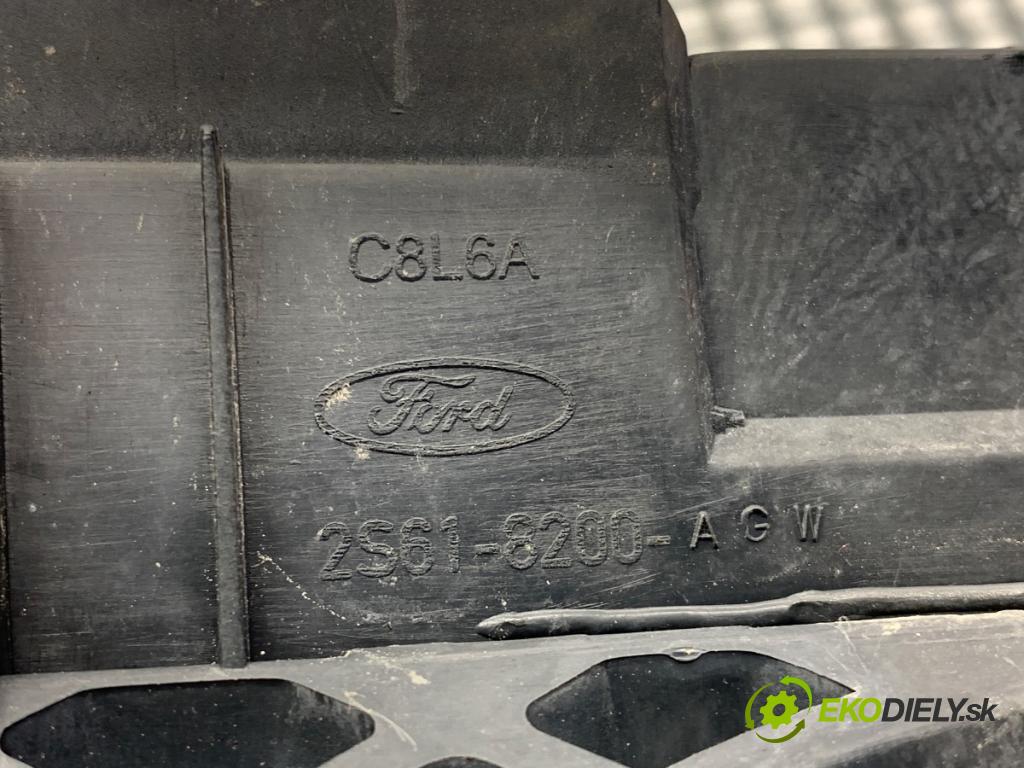 C8L6A
Ford
2S61-8200-AGW
EKODIELY.sk